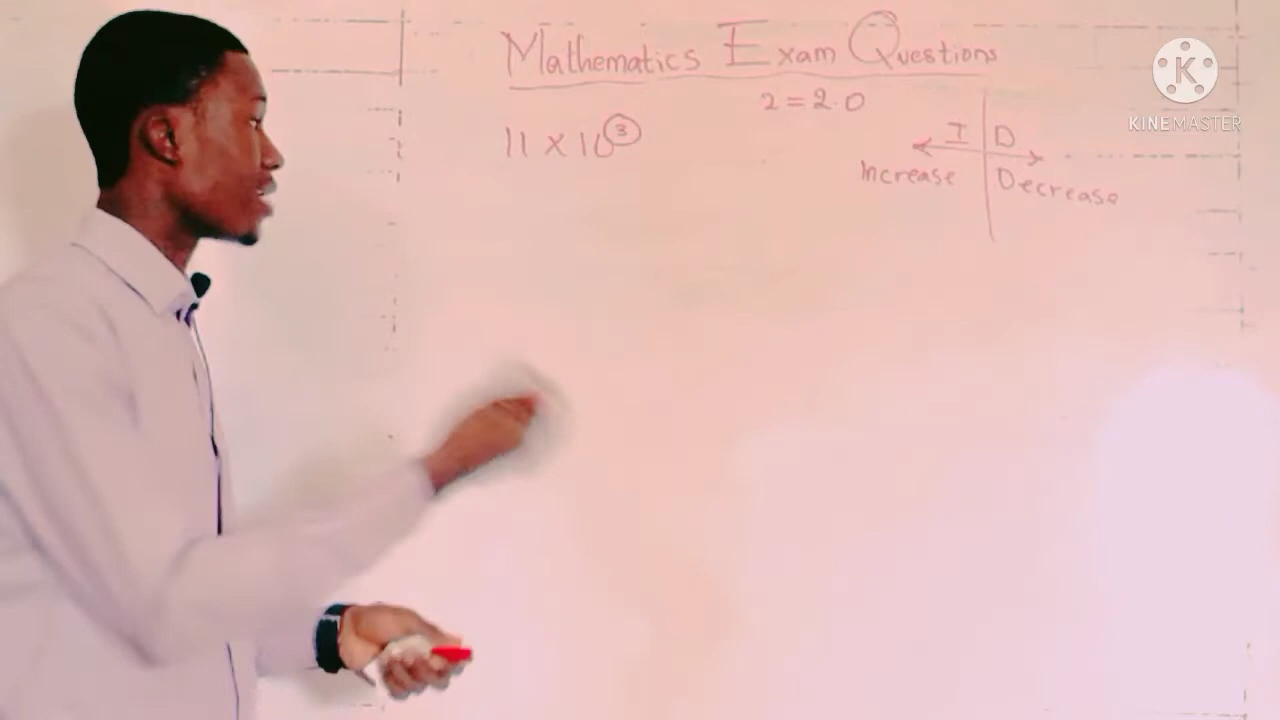 Mathematics Exam Questions
2 = 2.0
11 x 10³
I D
Increase Decrease
KINEMASTER